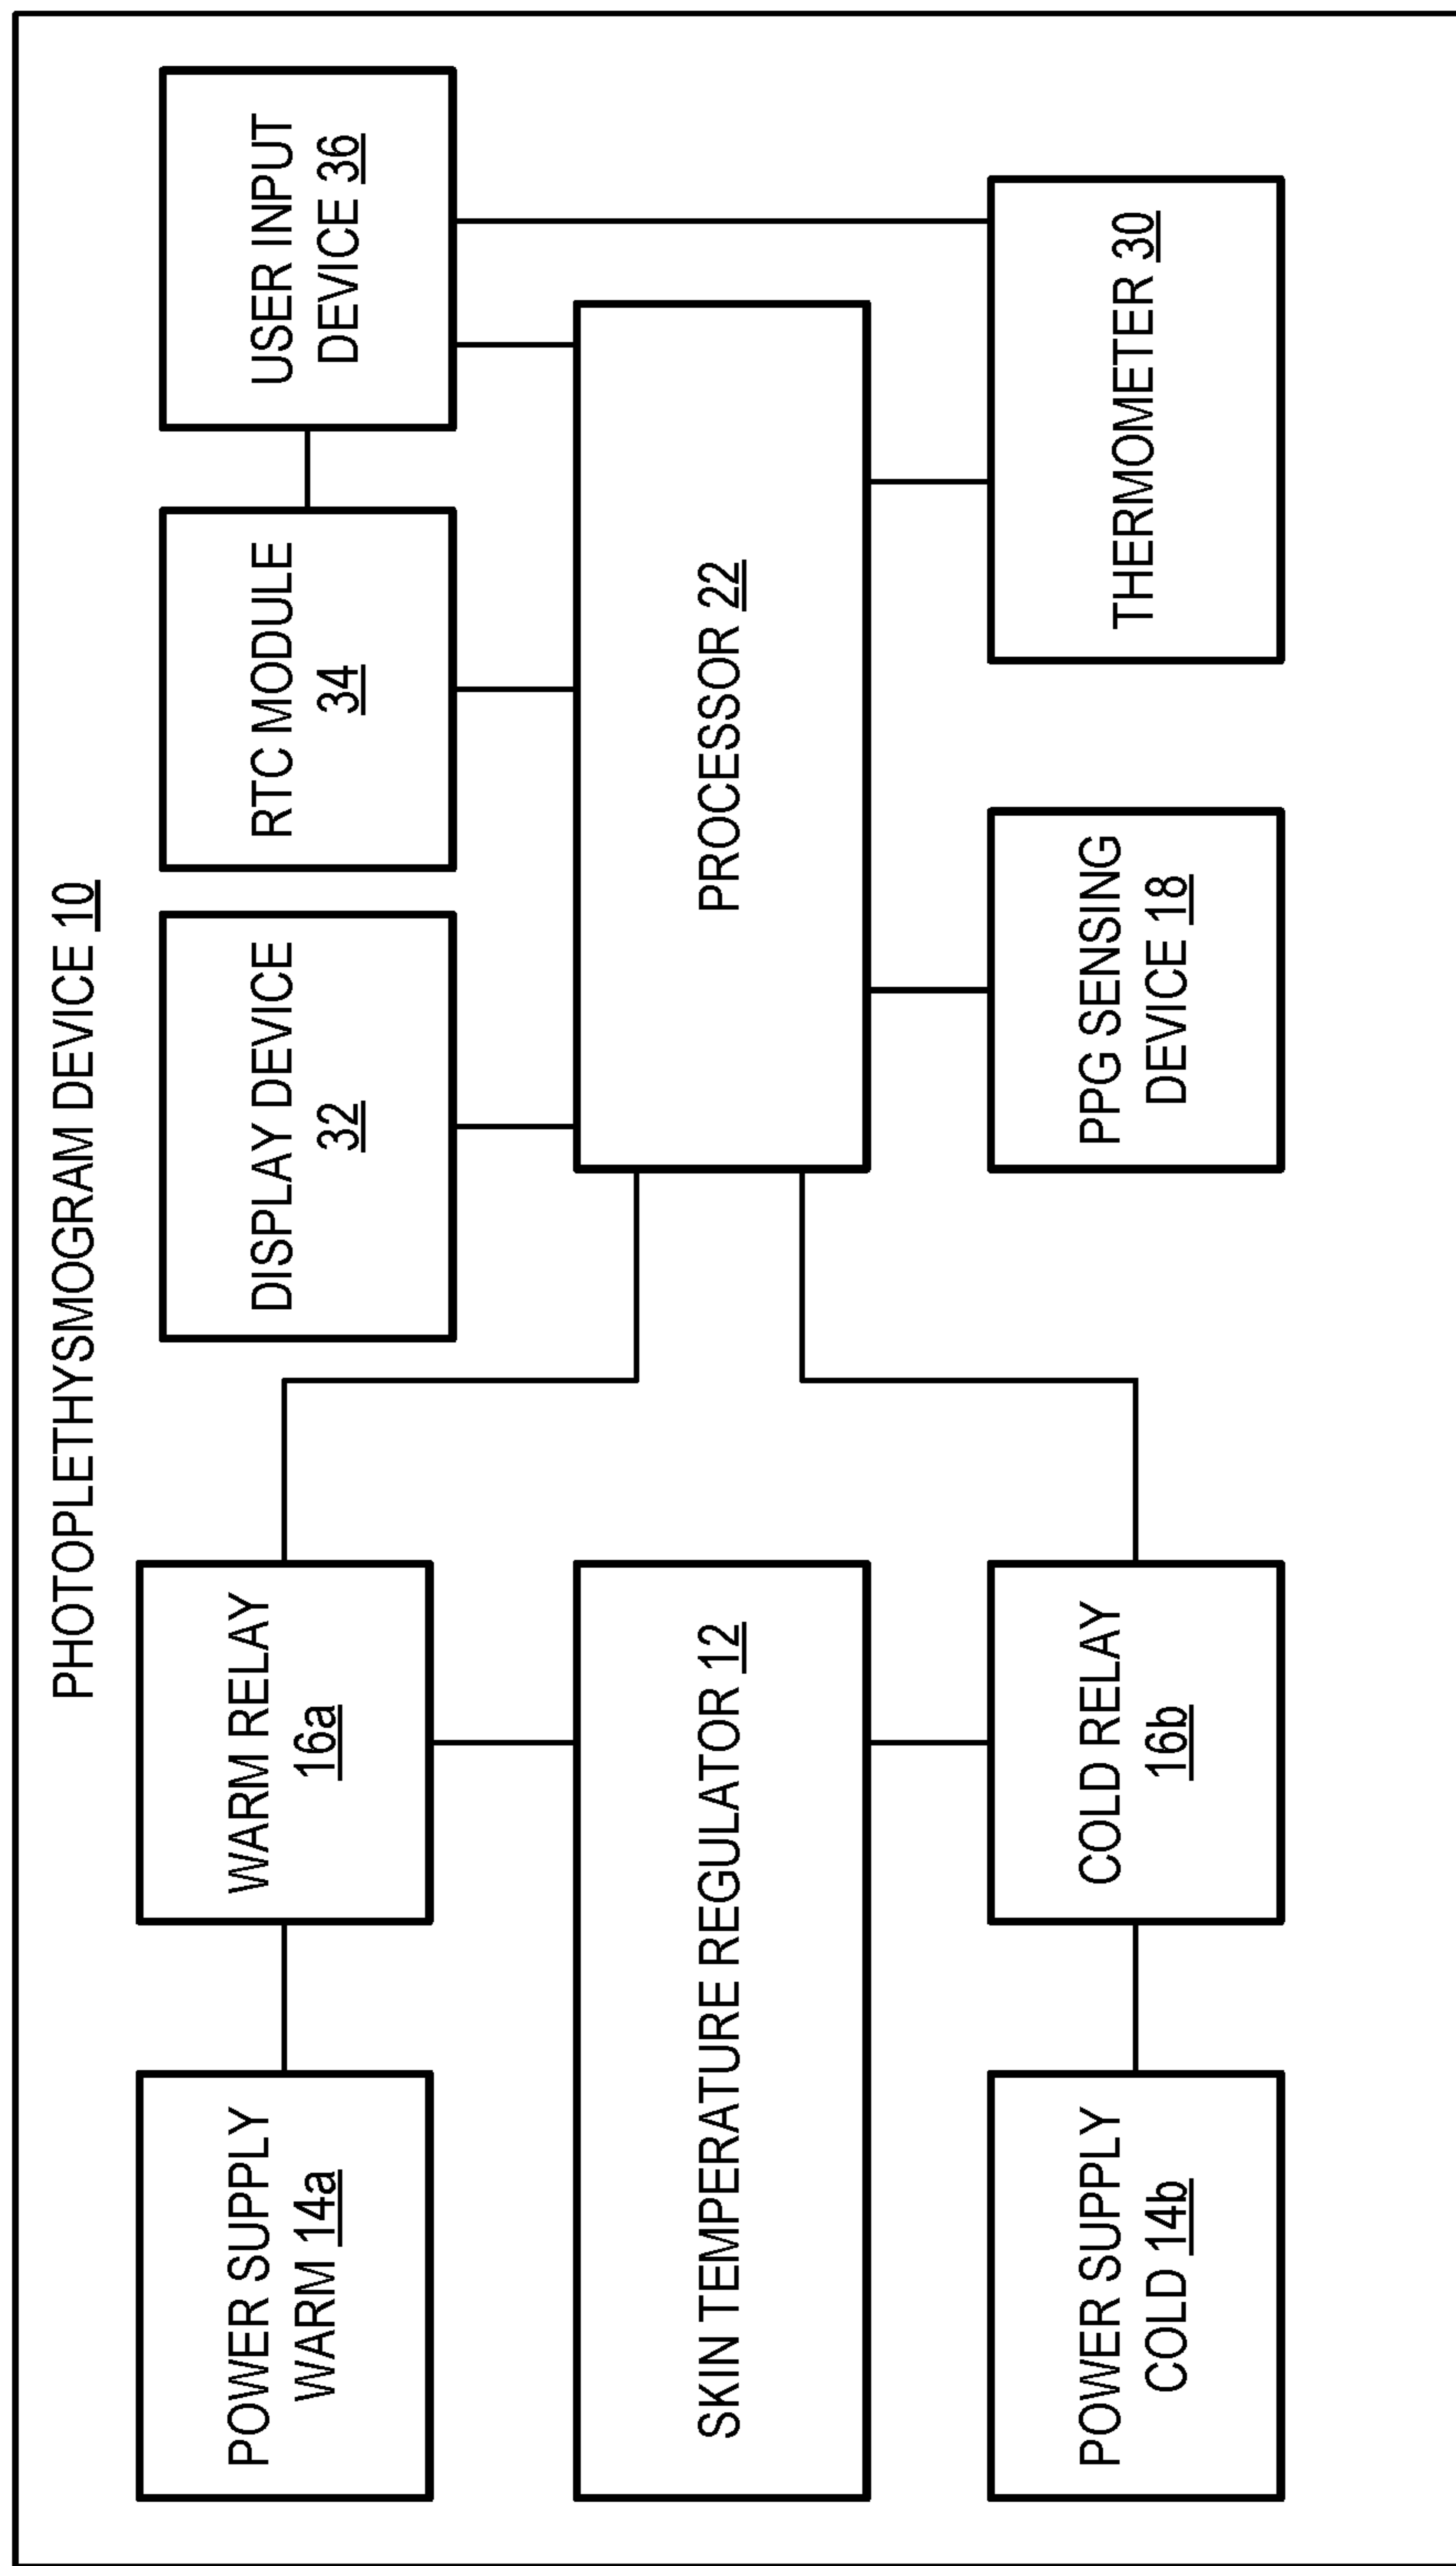 PHOTOPLETHYSMOGRAM DEVICE 10
POWER SUPPLY
WARM 14a
WARM RELAY
16a
DISPLAY DEVICE
32
RTC MODULE
34
USER INPUT
DEVICE 36
SKIN TEMPERATURE REGULATOR 12
PROCESSOR 22
POWER SUPPLY
COLD 14b
COLD RELAY
16b
PPG SENSING
DEVICE 18
THERMOMETER 30